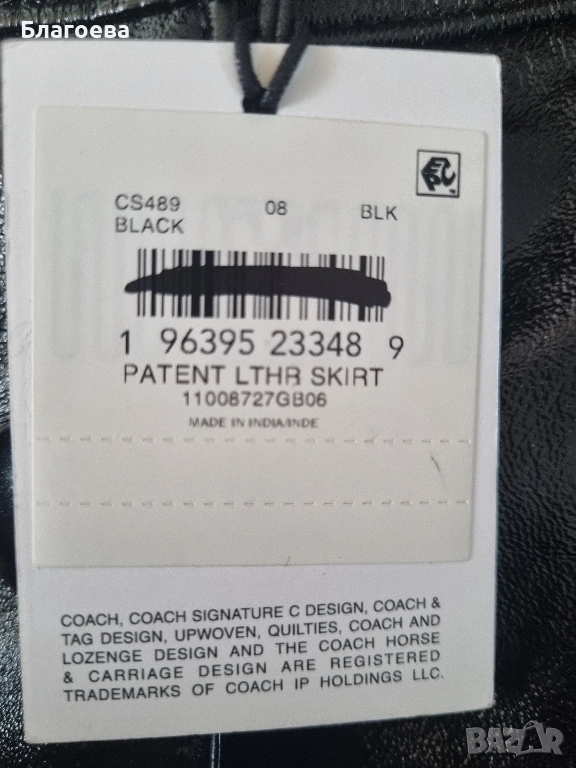 Благоева
EPC
CS489 08 BLK
BLACK
1 96395 23348 9
PATENT LTHR SKIRT
11008727GB06
MADE IN INDIA/INDE
COACH, COACH SIGNATURE C DESIGN, COACH &
TAG DESIGN, UPWOVEN, QUILTIES, COACH AND
LOZENGE DESIGN AND THE COACH HORSE
& CARRIAGE DESIGN ARE REGISTERED
TRADEMARKS OF COACH IP HOLDINGS LLC.
BAZAR